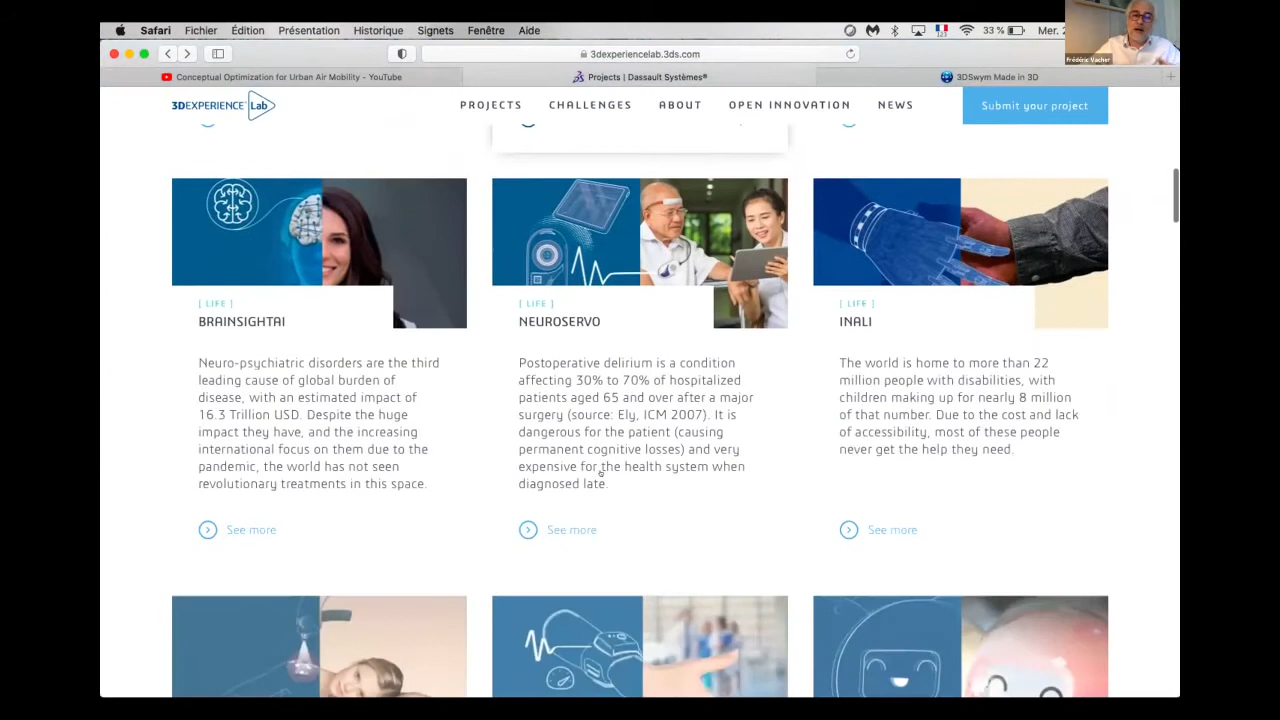 Safari Fichier Édition Présentation Historique Signets Fenêtre Aide
123 33 % Mer. 2
3dexperiencelab.3ds.com
Frédéric Vacher
Conceptual Optimization for Urban Air Mobility - YouTube
Projects | Dassault Systèmes®
3DSwym Made in 3D
3DEXPERIENCE Lab
PROJECTS CHALLENGES ABOUT OPEN INNOVATION NEWS
Submit your project
[ LIFE ]
BRAINSIGHTAI
Neuro-psychiatric disorders are the third
leading cause of global burden of
disease, with an estimated impact of
16.3 Trillion USD. Despite the huge
impact they have, and the increasing
international focus on them due to the
pandemic, the world has not seen
revolutionary treatments in this space.
See more
[ LIFE ]
NEUROSERVO
Postoperative delirium is a condition
affecting 30% to 70% of hospitalized
patients aged 65 and over after a major
surgery (source: Ely, ICM 2007). It is
dangerous for the patient (causing
permanent cognitive losses) and very
expensive for the health system when
diagnosed late.
See more
[ LIFE ]
INALI
The world is home to more than 22
million people with disabilities, with
children making up for nearly 8 million
of that number. Due to the cost and lack
of accessibility, most of these people
never get the help they need.
See more